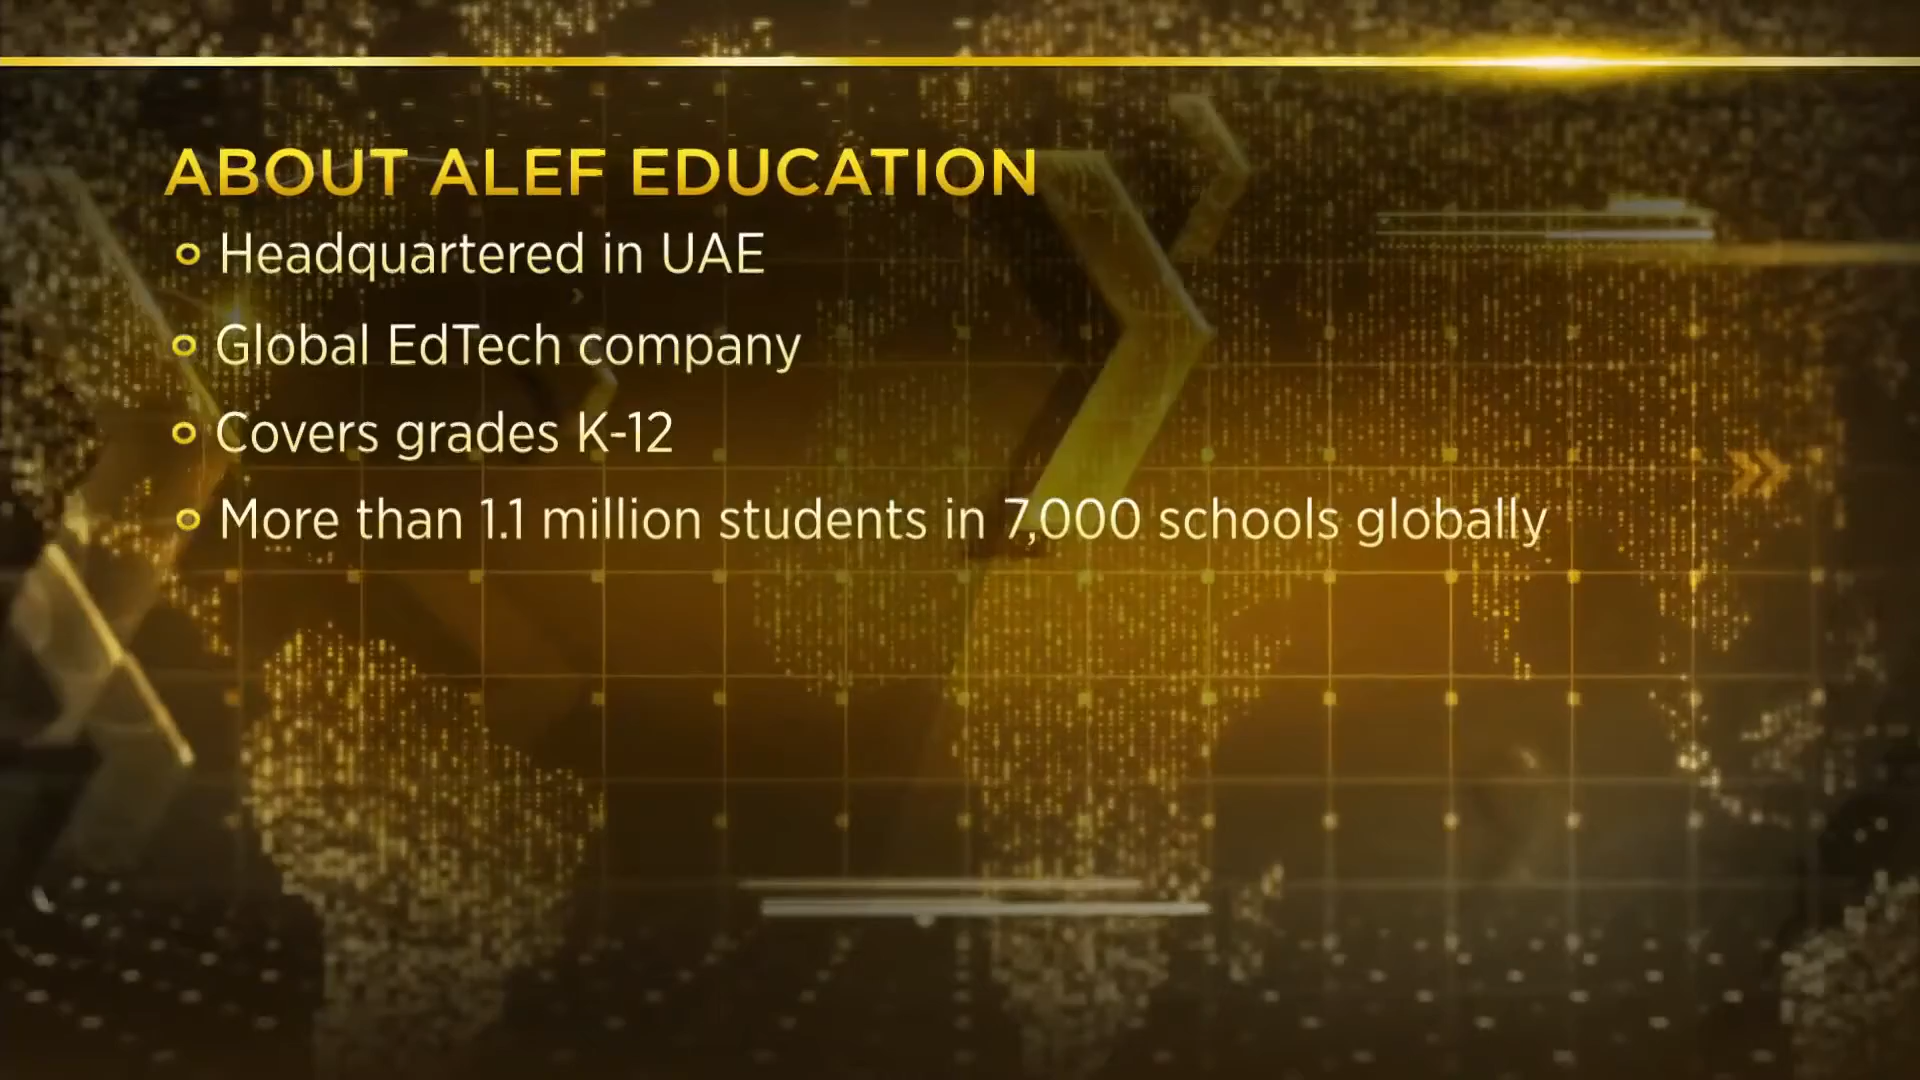 ABOUT ALEF EDUCATION
Headquartered in UAE
Global EdTech company
Covers grades K-12
More than 1.1 million students in 7,000 schools globally